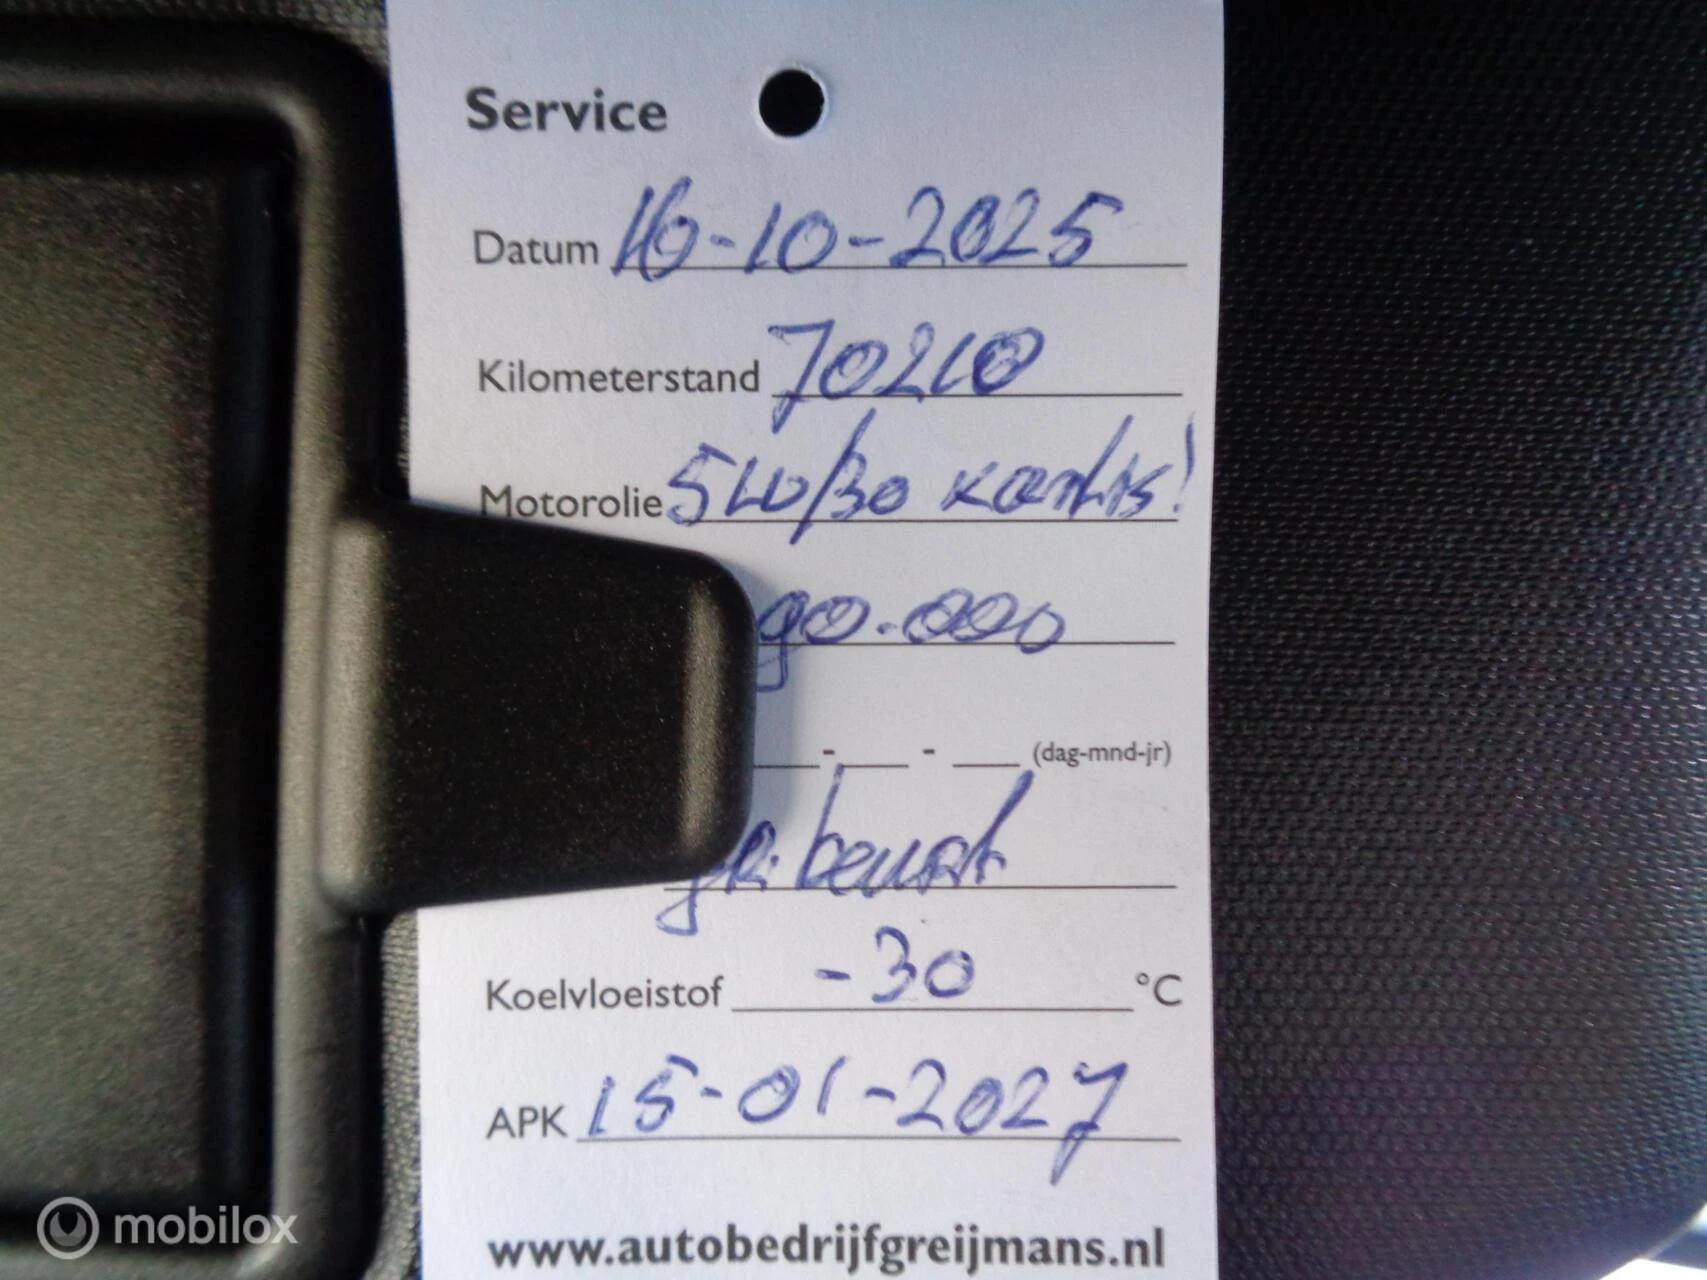 Service
Datum 16-10-2025
Kilometerstand 70210
Motorolie 5W/30
90.000
- - (dag-mnd-jr)
Koelvloeistof -30 °C
APK 15-01-2027
www.autobedrijfgreijmans.nl
mobilox